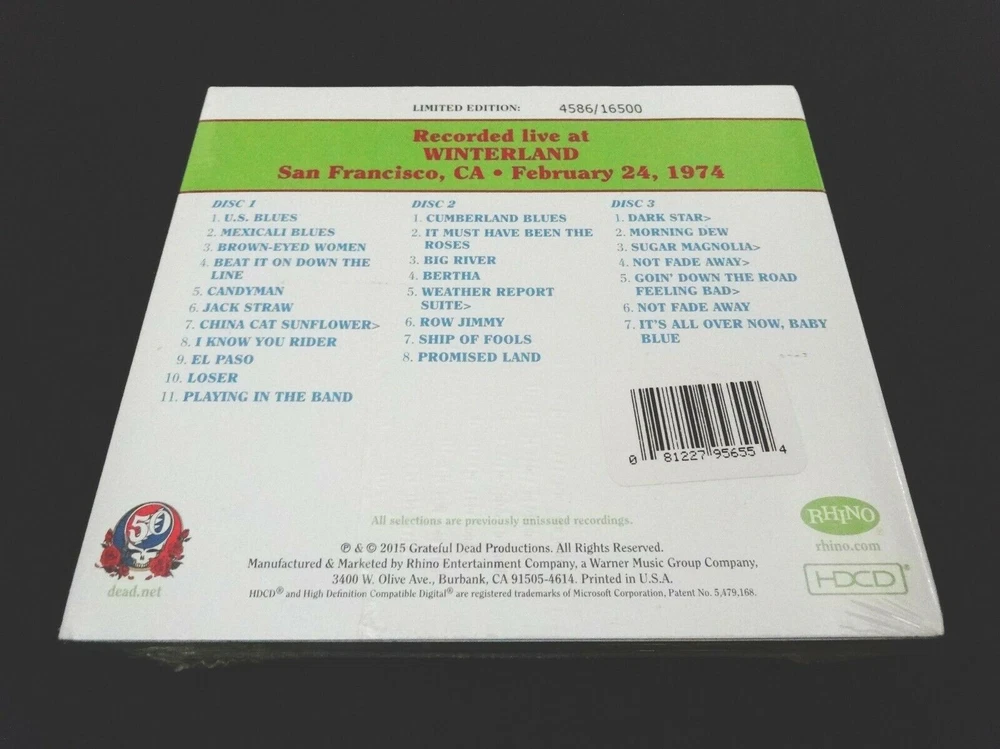 LIMITED EDITION: 4586/16500
Recorded live at
WINTERLAND
San Francisco, CA • February 24, 1974
DISC 1
1. U.S. BLUES
2. MEXICALI BLUES
3. BROWN-EYED WOMEN
4. BEAT IT ON DOWN THE
LINE
5. CANDYMAN
6. JACK STRAW
7. CHINA CAT SUNFLOWER>
8. I KNOW YOU RIDER
9. EL PASO
10. LOSER
11. PLAYING IN THE BAND
DISC 2
1. CUMBERLAND BLUES
2. IT MUST HAVE BEEN THE
ROSES
3. BIG RIVER
4. BERTHA
5. WEATHER REPORT
SUITE>
6. ROW JIMMY
7. SHIP OF FOOLS
8. PROMISED LAND
DISC 3
1. DARK STAR>
2. MORNING DEW
3. SUGAR MAGNOLIA>
4. NOT FADE AWAY>
5. GOIN' DOWN THE ROAD
FEELING BAD>
6. NOT FADE AWAY
7. IT'S ALL OVER NOW, BABY
BLUE
0 81227 95655 4
50
dead.net
All selections are previously unissued recordings.
℗ & © 2015 Grateful Dead Productions. All Rights Reserved.
Manufactured & Marketed by Rhino Entertainment Company, a Warner Music Group Company,
3400 W. Olive Ave., Burbank, CA 91505-4614. Printed in U.S.A.
HDCD® and High Definition Compatible Digital® are registered trademarks of Microsoft Corporation, Patent No. 5,479,168.
RHINO
rhino.com
HDCD®